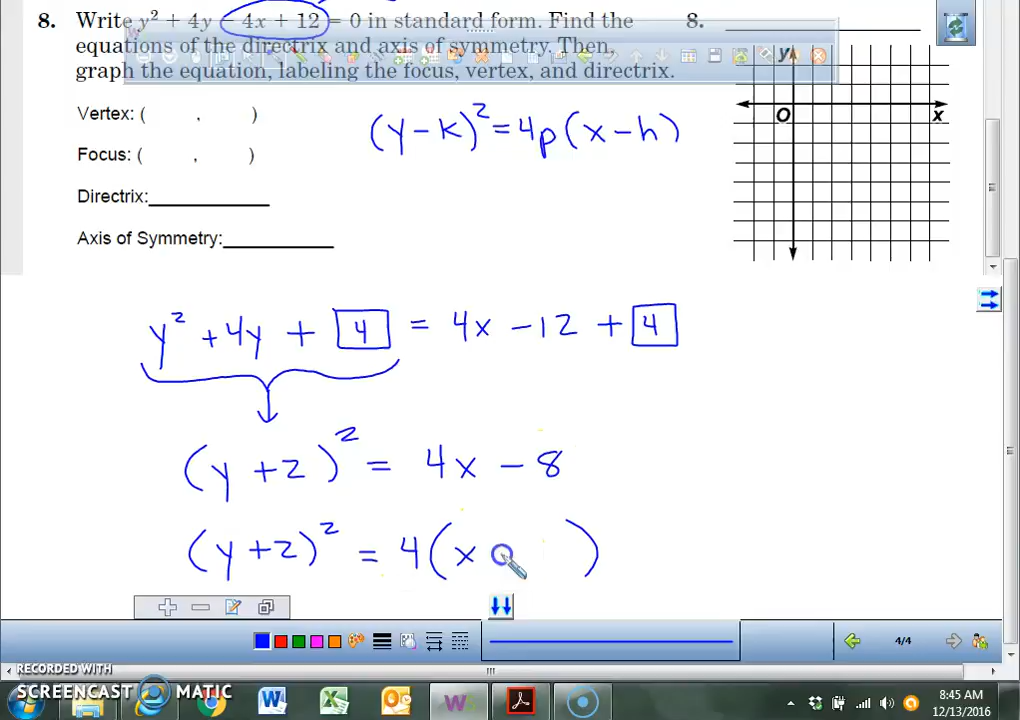 8. Write y² + 4y − 4x + 12 = 0 in standard form. Find the 8.
equations of the directrix and axis of symmetry. Then,
graph the equation, labeling the focus, vertex, and directrix.
Vertex: ( , )
Focus: ( , )
Directrix:
Axis of Symmetry:
(y − k)² = 4p(x − h)
y
O x
y² + 4y + 4 = 4x − 12 + 4
(y + 2)² = 4x − 8
(y + 2)² = 4(x )
4/4
RECORDED WITH
SCREENCAST MATIC
8:45 AM
12/13/2016